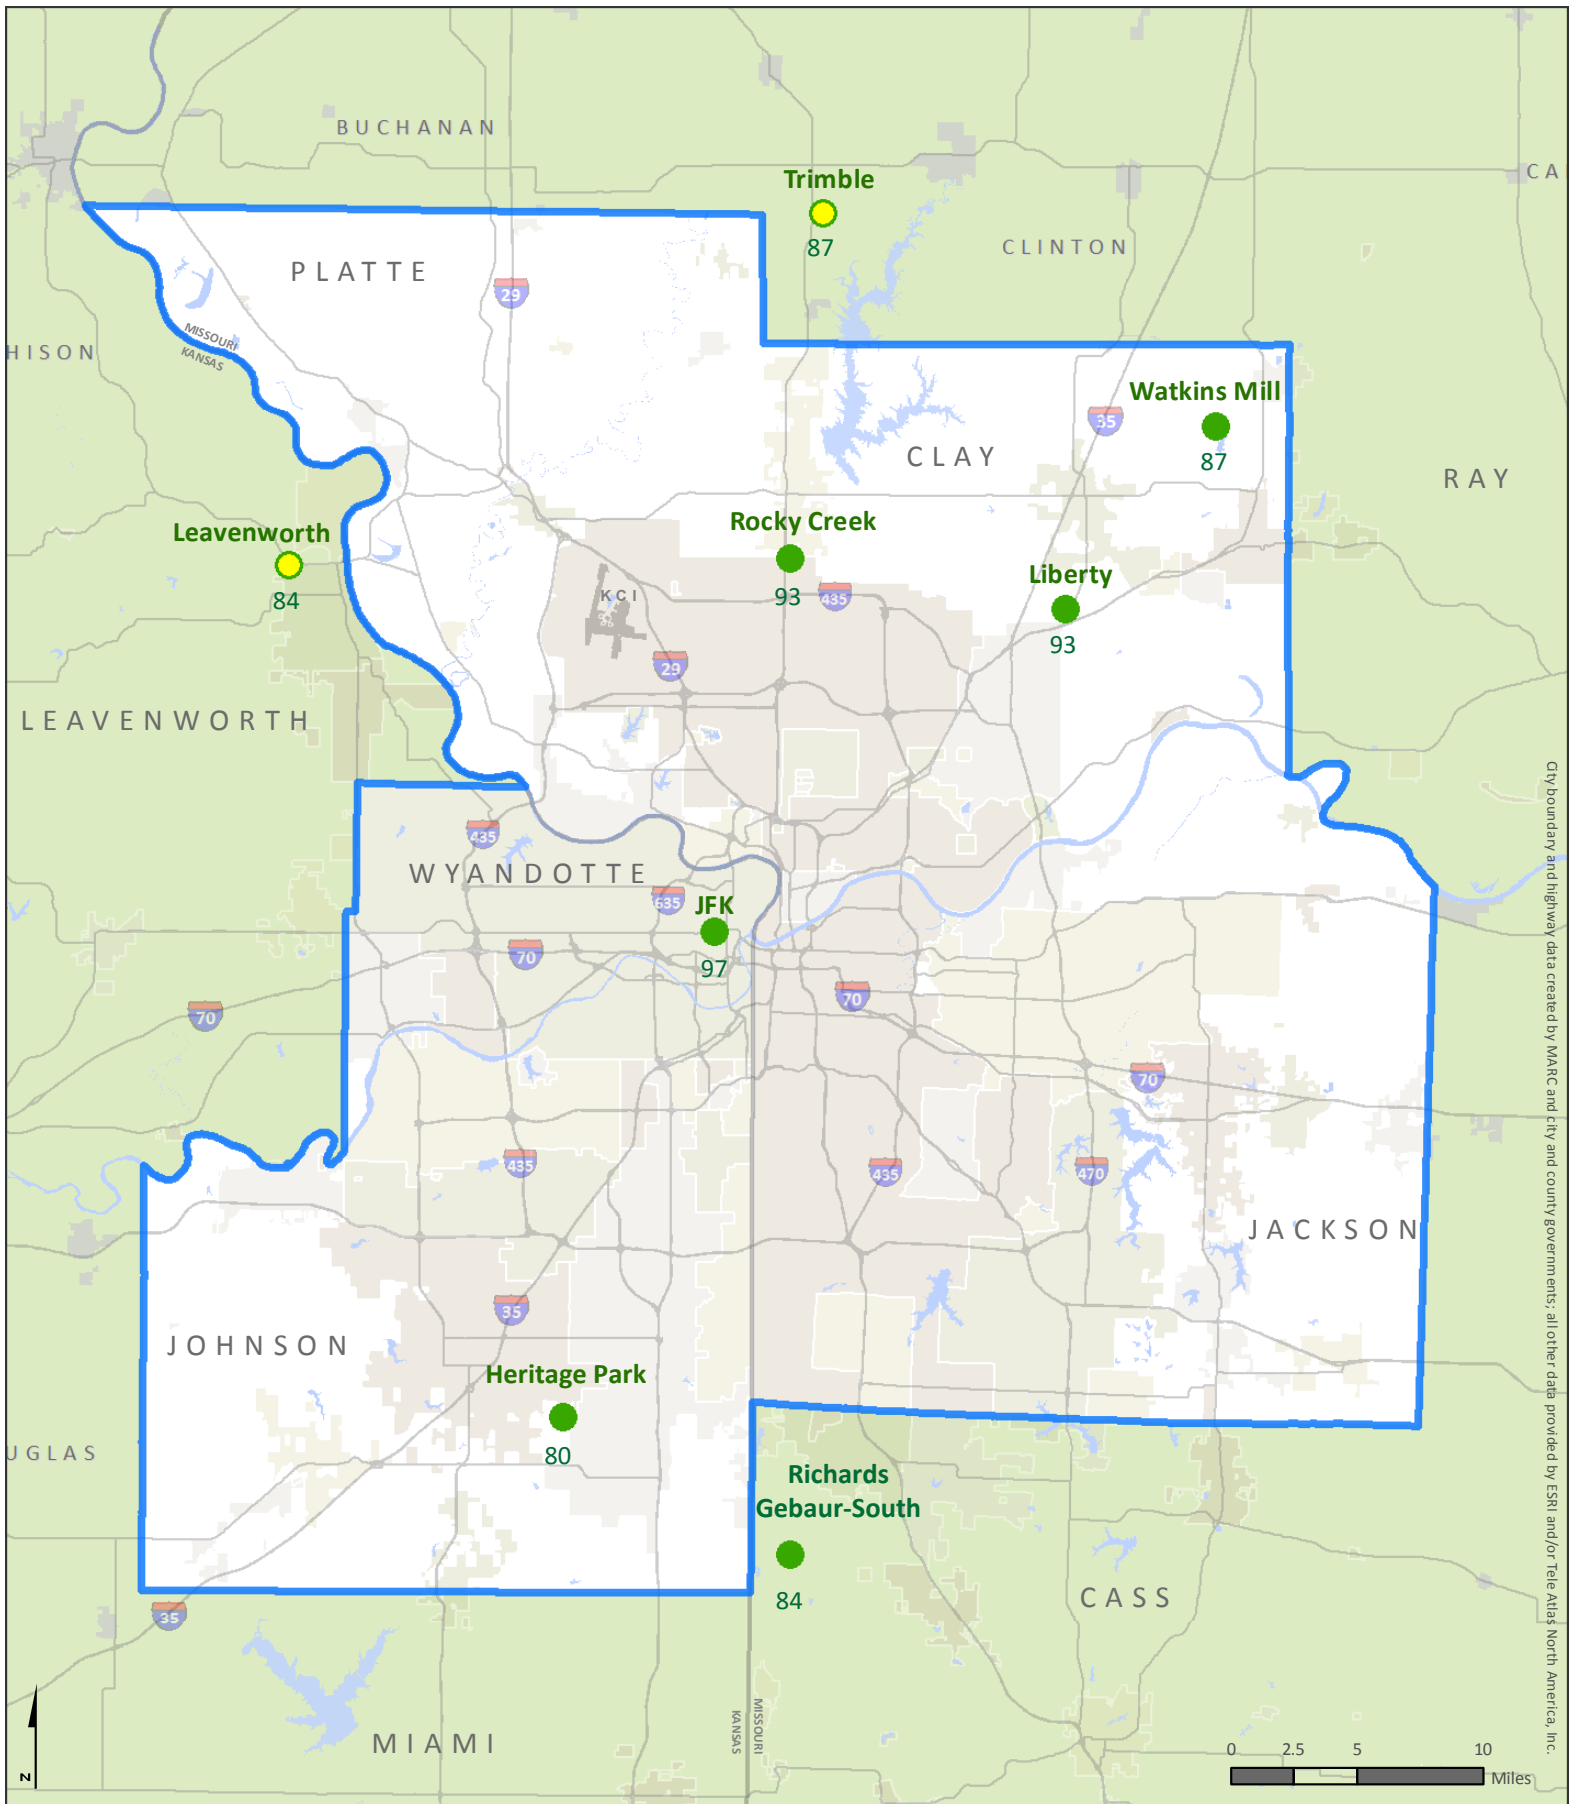 BUCHANAN
CA
Trimble
87
CLINTON
PLATTE
29
MISSOURI
KANSAS
HISON
Watkins Mill
35
87
CLAY
RAY
Rocky Creek
93
435
Leavenworth
84
Liberty
93
KCI
29
LEAVENWORTH
435
WYANDOTTE
635
JFK
97
70
70
70
70
435
435
470
JACKSON
35
JOHNSON
Heritage Park
80
UGLAS
Richards
Gebaur-South
84
CASS
35
MIAMI
KANSAS
MISSOURI
N
0 2.5 5 10
Miles
City boundary and highway data created by MARC and city and county governments; all other data provided by ESRI and/or Tele Atlas North America, Inc.